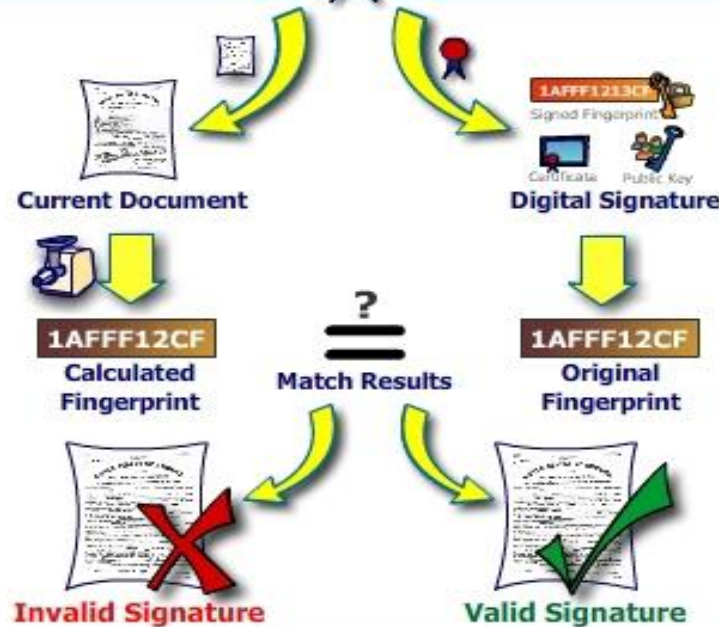 1AFFF1213CF
Signed Fingerprint
Certificate Public Key
Current Document
Digital Signature
?
1AFFF12CF
1AFFF12CF
Calculated
Fingerprint
Match Results
Original
Fingerprint
Invalid Signature
Valid Signature